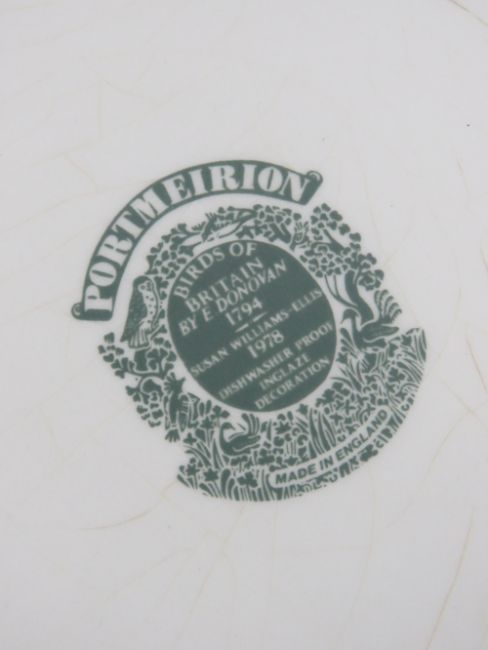 PORTMEIRION
BIRDS OF
BRITAIN
BY E DONOVAN
1794
SUSAN WILLIAMS-ELLIS
1978
DISHWASHER PROOF
INGLAZE
DECORATION
MADE IN ENGLAND